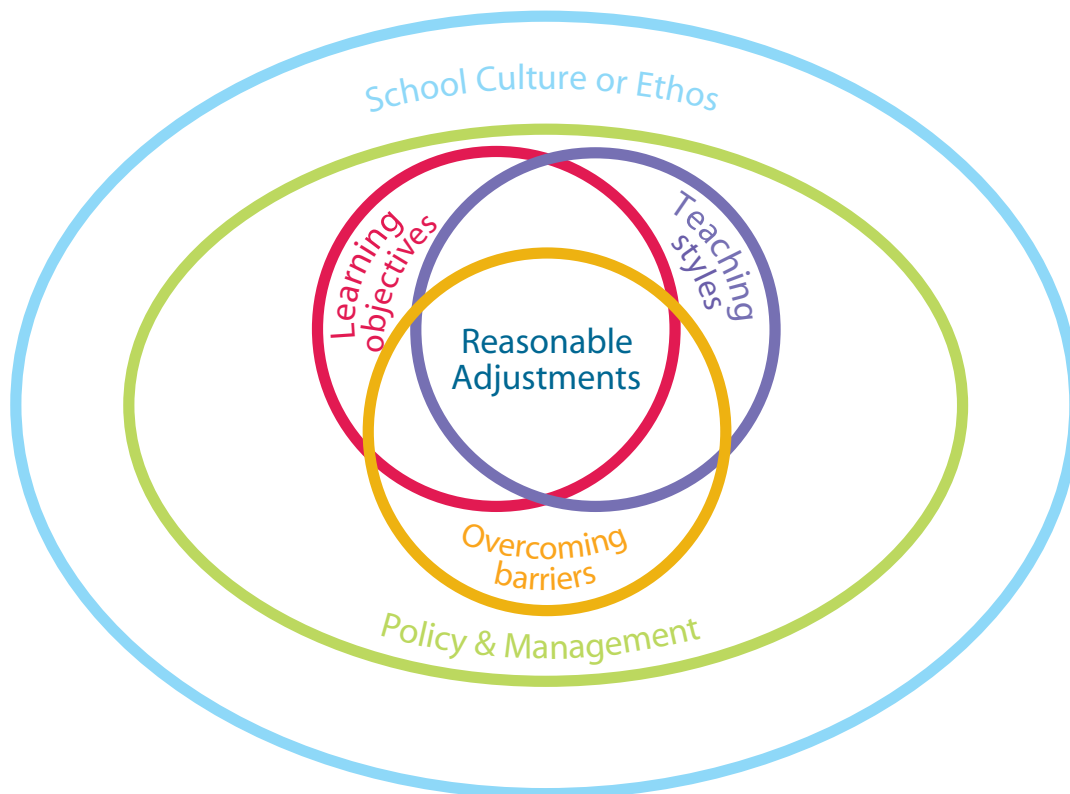 School Culture or Ethos
Learning
objectives
Teaching
styles
Reasonable
Adjustments
Overcoming
barriers
Policy & Management